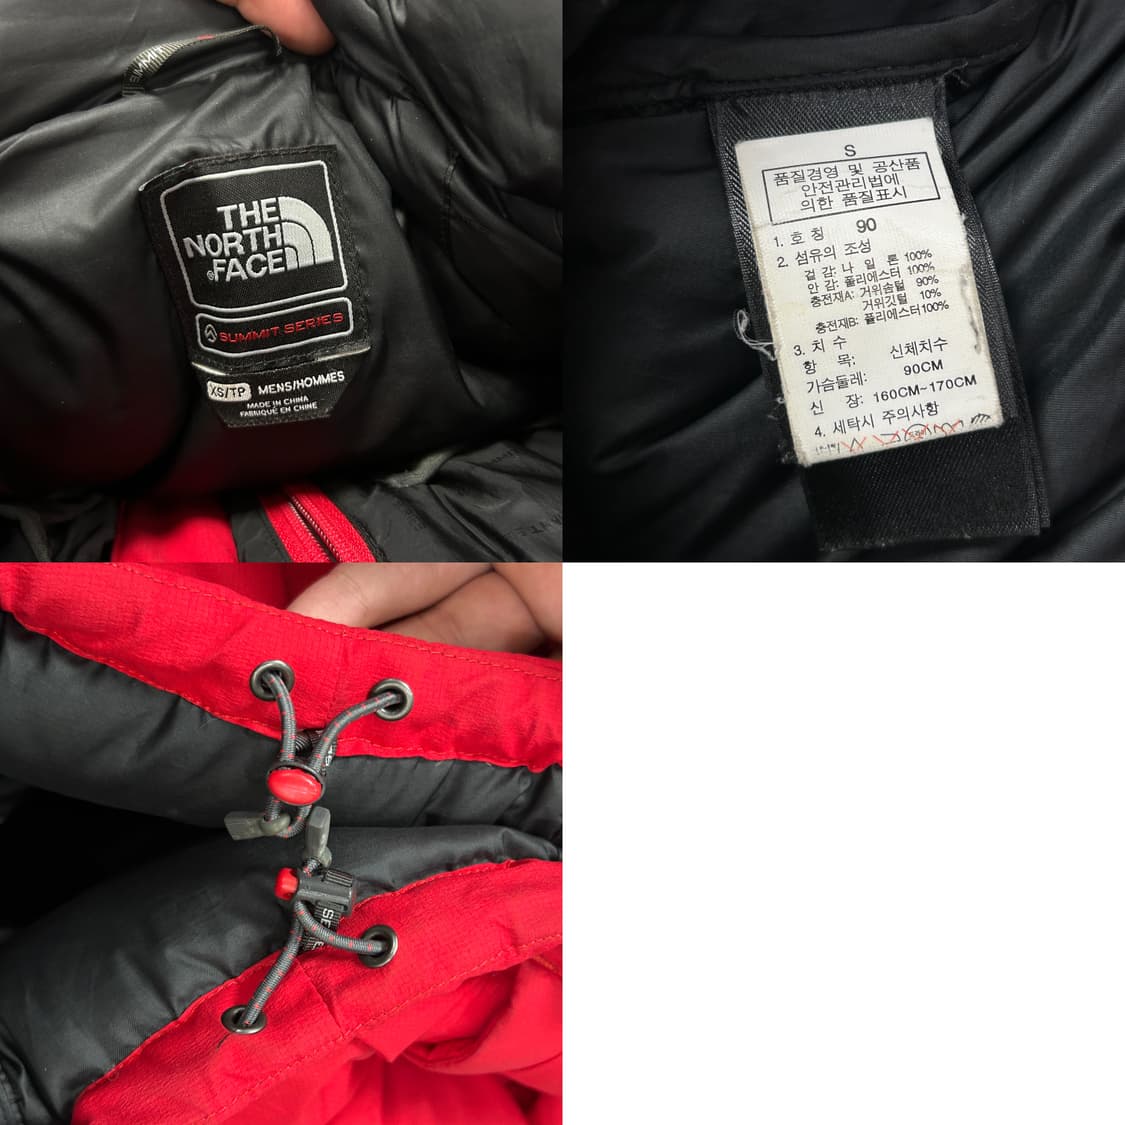 SUMMIT
THE
NORTH
FACE
SUMMIT SERIES
XS/TP MENS/HOMMES
MADE IN CHINA
FABRIQUÉ EN CHINE
S
품질경영 및 공산품
안전관리법에
의한 품질표시
1. 호 칭 90
2. 섬유의 조성
겉 감: 나 일 론 100%
안 감: 폴리에스터 100%
충전재A: 거위솜털 90%
거위깃털 10%
충전재B: 폴리에스터100%
3. 치 수
항 목: 신체치수
가슴둘레: 90CM
신 장: 160CM~170CM
4. 세탁시 주의사항